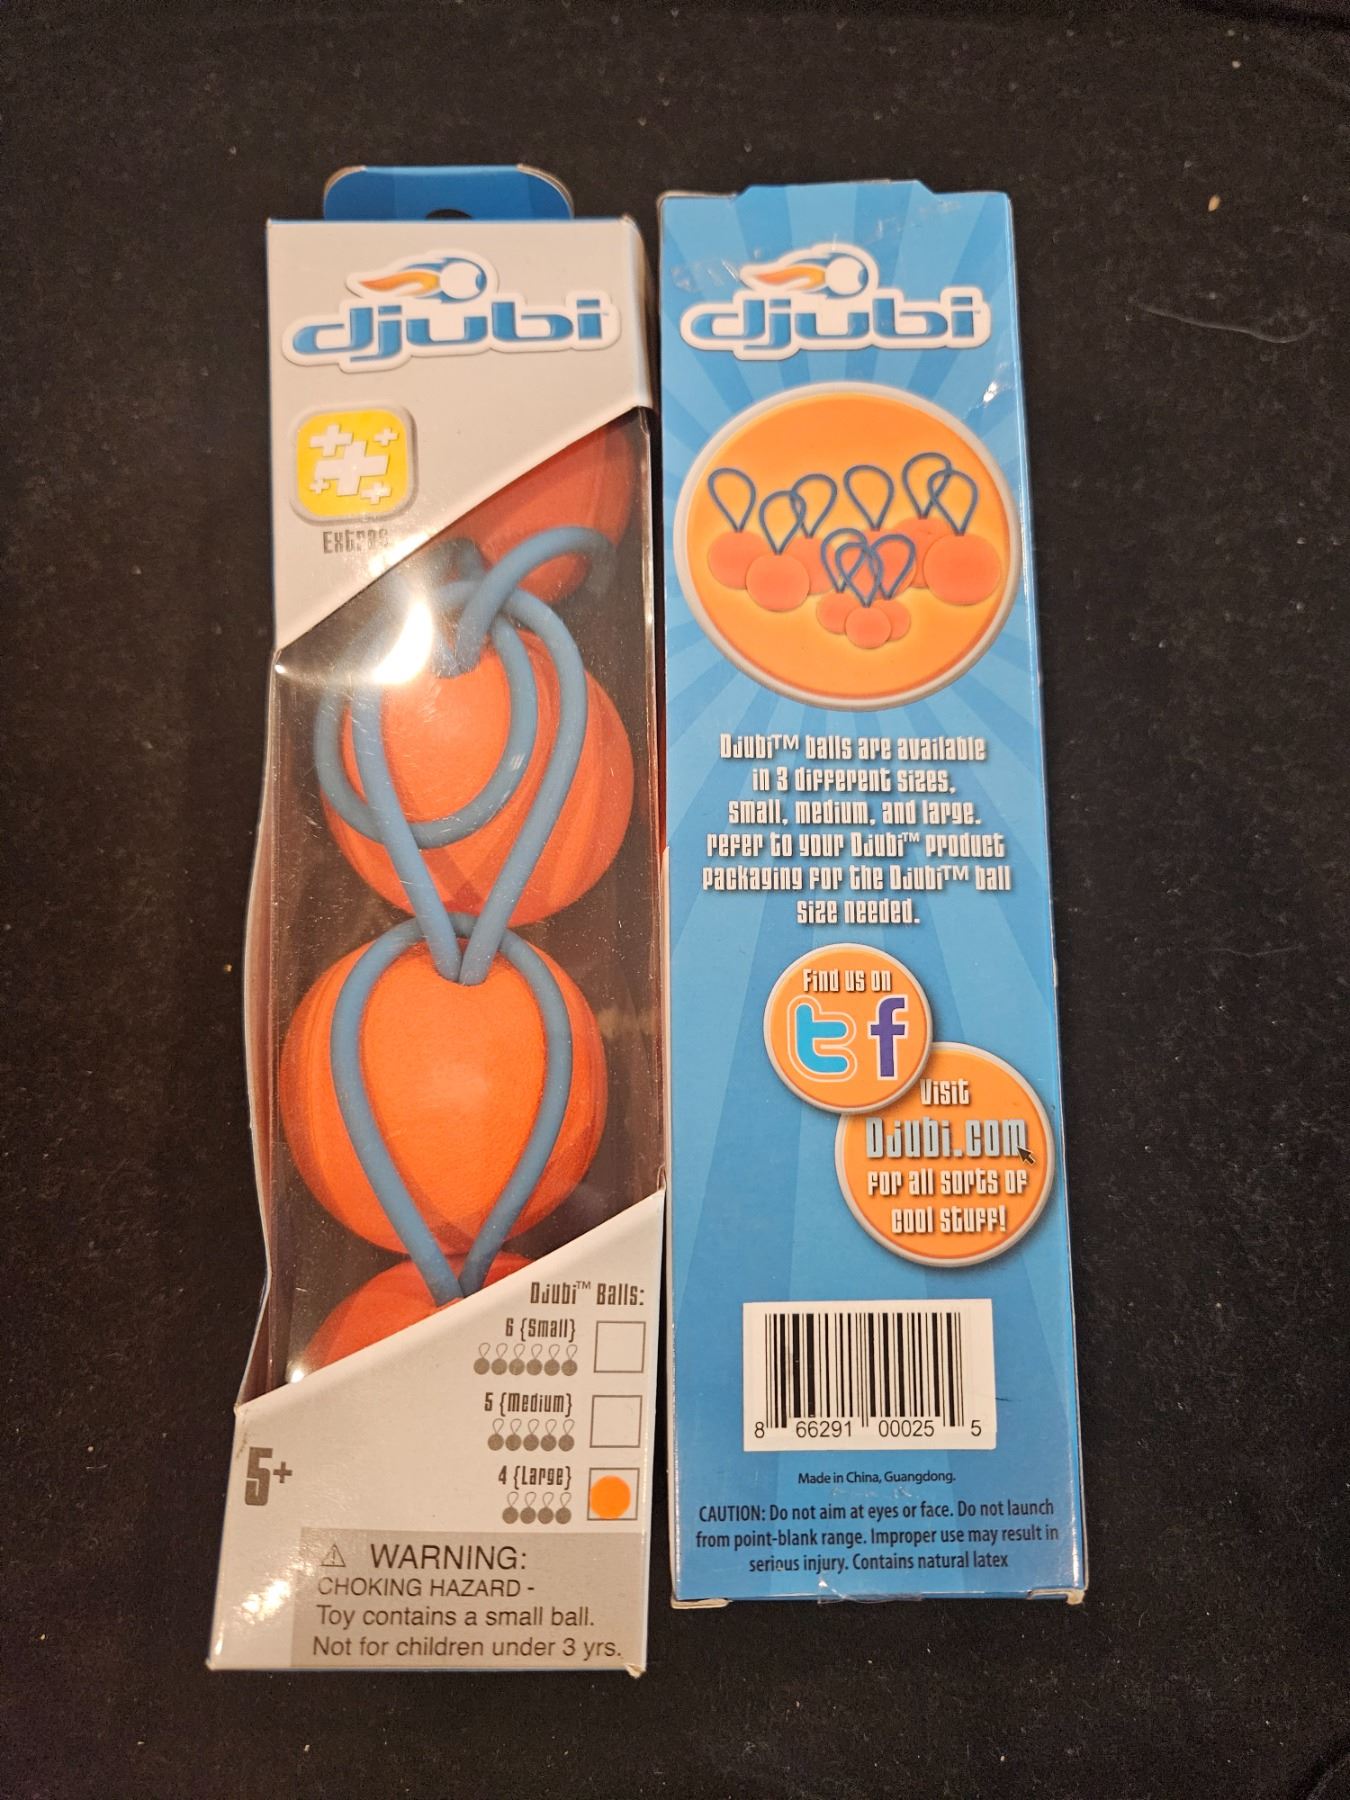 djubi™
Extras
Djubi™ Balls:
6 {Small}
5 {Medium}
4 {Large}
5+
⚠ WARNING:
CHOKING HAZARD -
Toy contains a small ball.
Not for children under 3 yrs.
djubi™
Djubi™ balls are available
in 3 different sizes,
small, medium, and large.
refer to your Djubi™ product
packaging for the Djubi™ ball
size needed.
Find us on
t f
Visit
Djubi.com
for all sorts of
cool stuff!
8 66291 00025 5
Made in China, Guangdong.
CAUTION: Do not aim at eyes or face. Do not launch
from point-blank range. Improper use may result in
serious injury. Contains natural latex